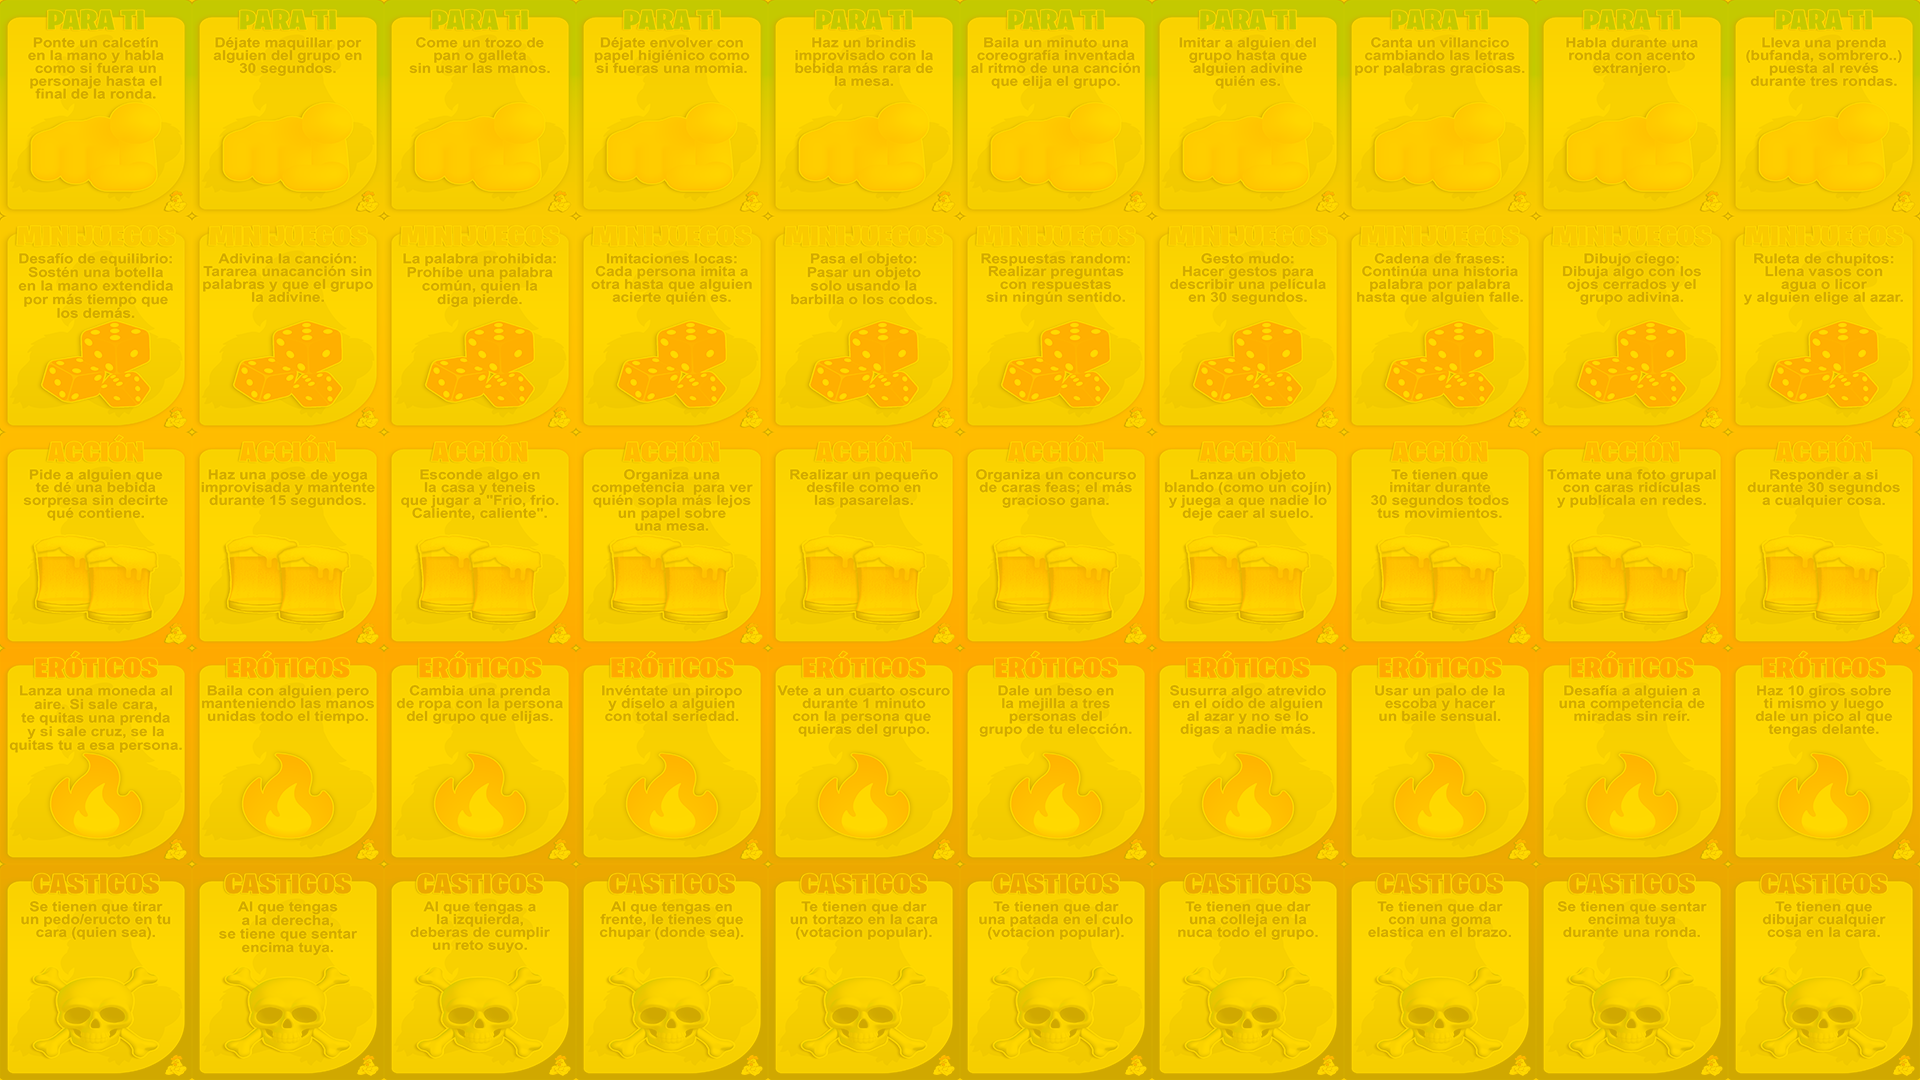 PARA TI
Ponte un calcetín
en la mano y habla
como si fuera un
personaje hasta el
final de la ronda.
PARA TI
Déjate maquillar por
alguien del grupo en
30 segundos.
PARA TI
Come un trozo de
pan o galleta
sin usar las manos.
PARA TI
Déjate envolver con
papel higiénico como
si fueras una momia.
PARA TI
Haz un brindis
improvisado con la
bebida más rara de
la mesa.
PARA TI
Baila un minuto una
coreografía inventada
al ritmo de una canción
que elija el grupo.
PARA TI
Imitar a alguien del
grupo hasta que
alguien adivine
quién es.
PARA TI
Canta un villancico
cambiando las letras
por palabras graciosas.
PARA TI
Habla durante una
ronda con acento
extranjero.
PARA TI
Lleva una prenda
(bufanda, sombrero..)
puesta al revés
durante tres rondas.
MINIJUEGOS
Desafío de equilibrio:
Sostén una botella
en la mano extendida
por más tiempo que
los demás.
MINIJUEGOS
Adivina la canción:
Tararea unacanción sin
palabras y que el grupo
la adivine.
MINIJUEGOS
La palabra prohibida:
Prohíbe una palabra
común, quien la
diga pierde.
MINIJUEGOS
Imitaciones locas:
Cada persona imita a
otra hasta que alguien
acierte quién es.
MINIJUEGOS
Pasa el objeto:
Pasar un objeto
solo usando la
barbilla o los codos.
MINIJUEGOS
Respuestas random:
Realizar preguntas
con respuestas
sin ningún sentido.
MINIJUEGOS
Gesto mudo:
Hacer gestos para
describir una película
en 30 segundos.
MINIJUEGOS
Cadena de frases:
Continúa una historia
palabra por palabra
hasta que alguien falle.
MINIJUEGOS
Dibujo ciego:
Dibuja algo con los
ojos cerrados y el
grupo adivina.
MINIJUEGOS
Ruleta de chupitos:
Llena vasos con
agua o licor
y alguien elige al azar.
ACCIÓN
Pide a alguien que
te dé una bebida
sorpresa sin decirte
qué contiene.
ACCIÓN
Haz una pose de yoga
improvisada y mantente
durante 15 segundos.
ACCIÓN
Esconde algo en
la casa y teneis
que jugar a "Frio, frio.
Caliente, caliente".
ACCIÓN
Organiza una
competencia para ver
quién sopla más lejos
un papel sobre
una mesa.
ACCIÓN
Realizar un pequeño
desfile como en
las pasarelas.
ACCIÓN
Organiza un concurso
de caras feas; el más
gracioso gana.
ACCIÓN
Lanza un objeto
blando (como un cojín)
y juega a que nadie lo
deje caer al suelo.
ACCIÓN
Te tienen que
imitar durante
30 segundos todos
tus movimientos.
ACCIÓN
Tómate una foto grupal
con caras ridículas
y publícala en redes.
ACCIÓN
Responder a si
durante 30 segundos
a cualquier cosa.
ERÓTICOS
Lanza una moneda al
aire. Si sale cara,
te quitas una prenda
y si sale cruz, se la
quitas tu a esa persona.
ERÓTICOS
Baila con alguien pero
manteniendo las manos
unidas todo el tiempo.
ERÓTICOS
Cambia una prenda
de ropa con la persona
del grupo que elijas.
ERÓTICOS
Invéntate un piropo
y díselo a alguien
con total seriedad.
ERÓTICOS
Vete a un cuarto oscuro
durante 1 minuto
con la persona que
quieras del grupo.
ERÓTICOS
Dale un beso en
la mejilla a tres
personas del
grupo de tu elección.
ERÓTICOS
Susurra algo atrevido
en el oído de alguien
al azar y no se lo
digas a nadie más.
ERÓTICOS
Usar un palo de la
escoba y hacer
un baile sensual.
ERÓTICOS
Desafía a alguien a
una competencia de
miradas sin reír.
ERÓTICOS
Haz 10 giros sobre
ti mismo y luego
dale un pico al que
tengas delante.
CASTIGOS
Se tienen que tirar
un pedo/eructo en tu
cara (quien sea).
CASTIGOS
Al que tengas
a la derecha,
se tiene que sentar
encima tuya.
CASTIGOS
Al que tengas a
la izquierda,
deberas de cumplir
un reto suyo.
CASTIGOS
Al que tengas en
frente, le tienes que
chupar (donde sea).
CASTIGOS
Te tienen que dar
un tortazo en la cara
(votacion popular).
CASTIGOS
Te tienen que dar
una patada en el culo
(votacion popular).
CASTIGOS
Te tienen que dar
una colleja en la
nuca todo el grupo.
CASTIGOS
Te tienen que dar
con una goma
elastica en el brazo.
CASTIGOS
Se tienen que sentar
encima tuya
durante una ronda.
CASTIGOS
Te tienen que
dibujar cualquier
cosa en la cara.